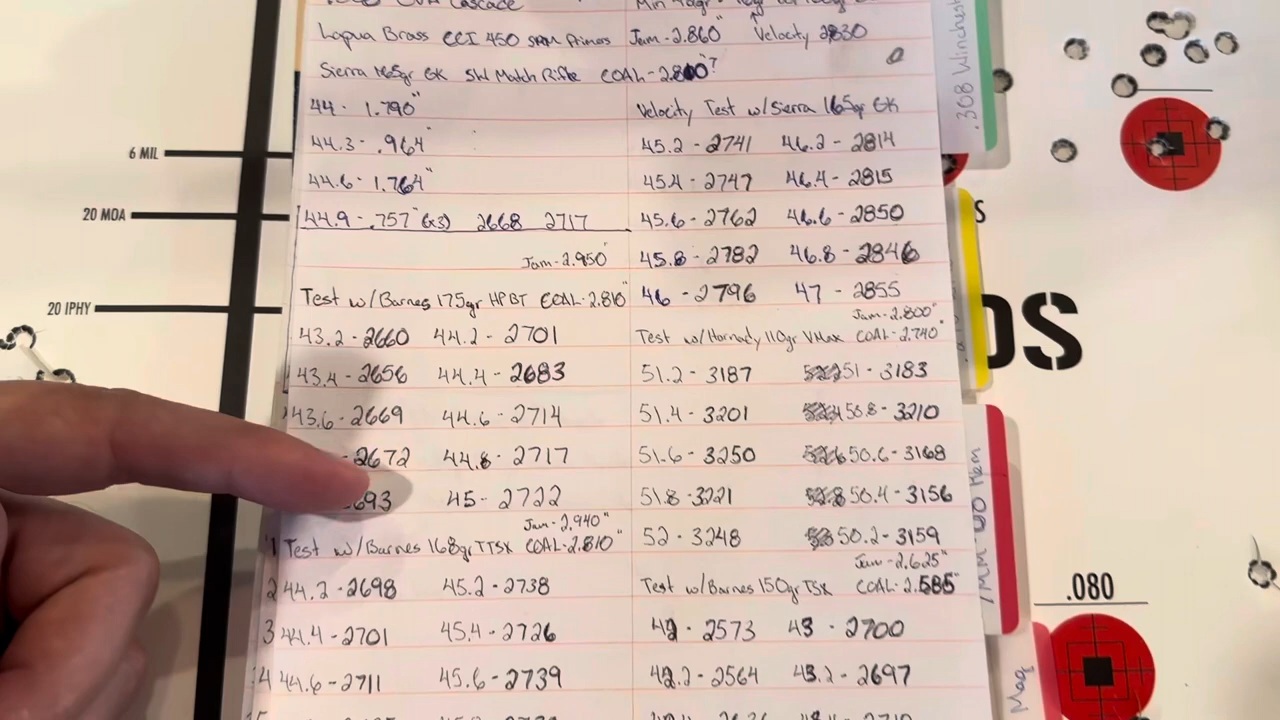 Cascade
Lapua Brass CCI 450 SRM Primers Jam-2.860" Velocity 2830
Sierra 165gr GK SW Match Rifle COAL-2.810"?
44 - 1.790"
44.3 - .964"
44.6 - 1.764"
44.9 - .757" (x3) 2668 2717
Jam-2.950"
Test w/Barnes 175gr HPBT COAL-2.810"
43.2-2660 44.2-2701
43.4-2656 44.4-2683
43.6-2669 44.6-2714
-2672 44.8-2717
693 45-2722
Jam-2.940"
Test w/Barnes 168gr TTSX COAL-2.810"
44.2-2698 45.2-2738
44.4-2701 45.4-2726
44.6-2711 45.6-2739
Velocity Test w/Sierra 165gr GK
45.2-2741 46.2-2814
45.4-2747 46.4-2815
45.6-2762 46.6-2850
45.8-2782 46.8-2846
46-2796 47-2855
Jam-2.800".
Test w/Hornady 110gr VMax COAL-2.740"
51.2-3187 51-3183
51.4-3201 50.8-3210
51.6-3250 50.6-3168
51.8-3221 50.4-3156
52-3248 50.2-3159
Jam-2.625"
Test w/Barnes 150gr TSX COAL-2.585"
42-2573 43-2700
42.2-2564 43.2-2697
6 MIL
20 MOA
20 IPHY
.308 Winchest
S
DS
7MM
.080
Mag